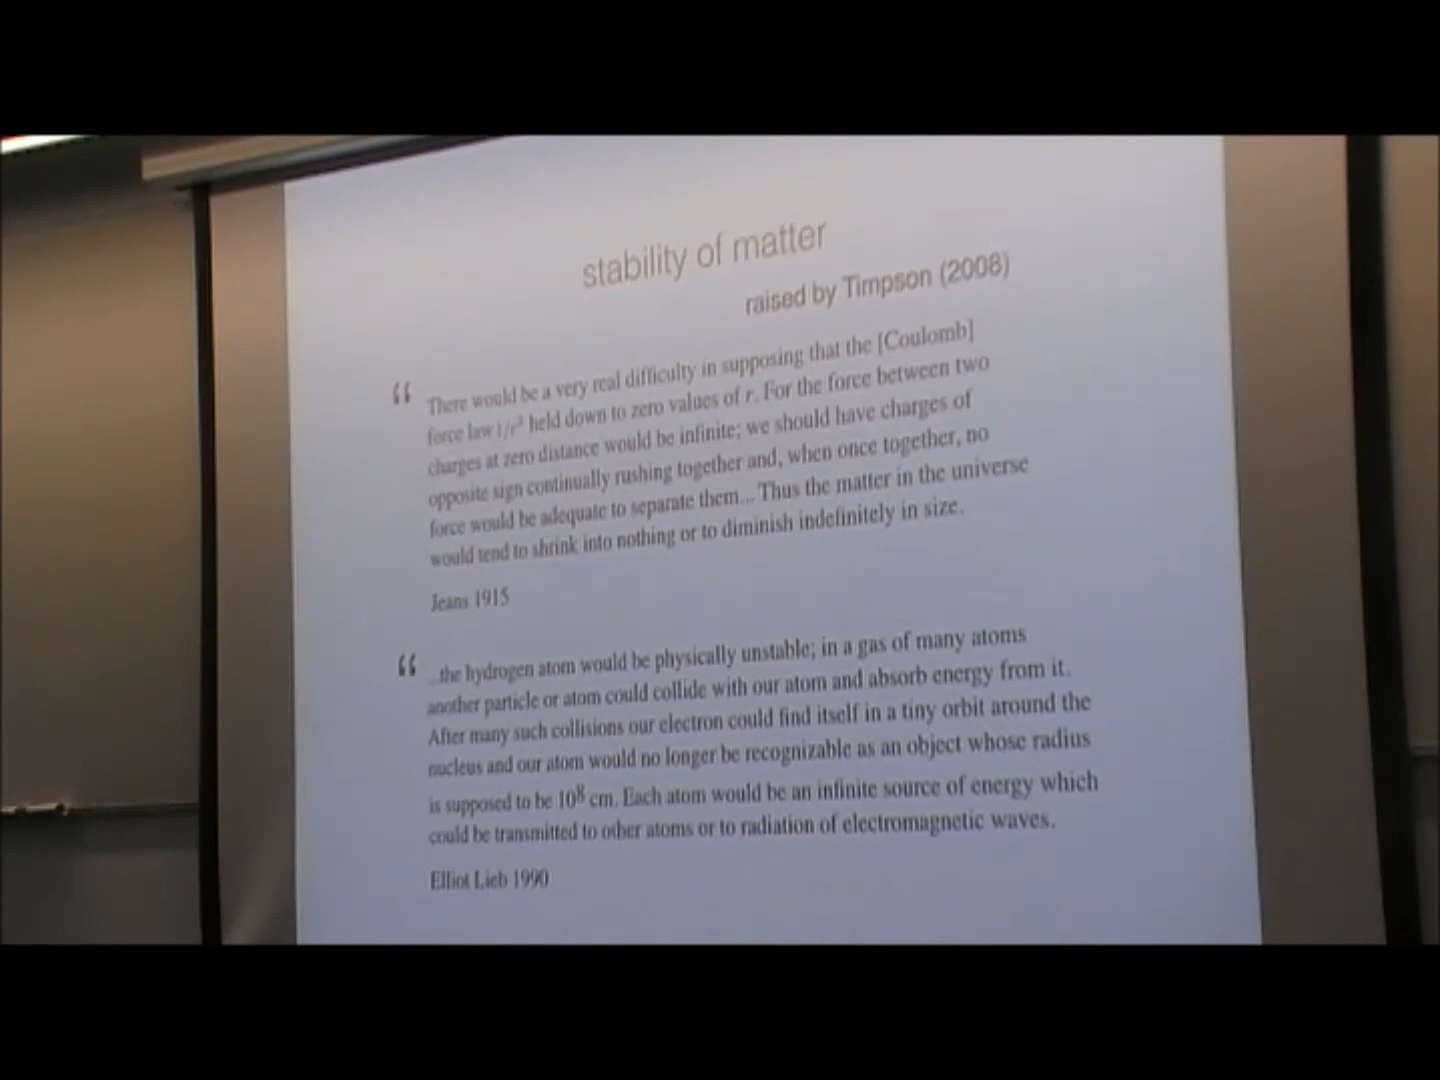 stability of matter
raised by Timpson (2008)
“ There would be a very real difficulty in supposing that the [Coulomb]
force law 1/r² held down to zero values of r. For the force between two
charges at zero distance would be infinite; we should have charges of
opposite sign continually rushing together and, when once together, no
force would be adequate to separate them... Thus the matter in the universe
would tend to shrink into nothing or to diminish indefinitely in size.
Jeans 1915
“ ...the hydrogen atom would be physically unstable; in a gas of many atoms
another particle or atom could collide with our atom and absorb energy from it.
After many such collisions our electron could find itself in a tiny orbit around the
nucleus and our atom would no longer be recognizable as an object whose radius
is supposed to be 10⁸ cm. Each atom would be an infinite source of energy which
could be transmitted to other atoms or to radiation of electromagnetic waves.
Elliot Lieb 1990